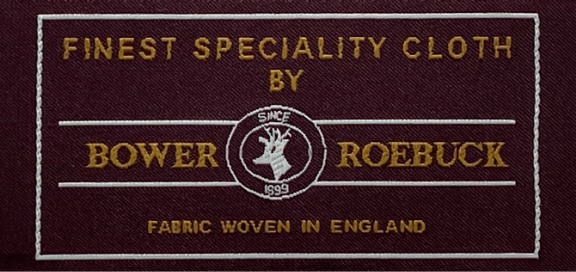 FINEST SPECIALITY CLOTH
BY
SINCE
BOWER ROEBUCK
1899
FABRIC WOVEN IN ENGLAND